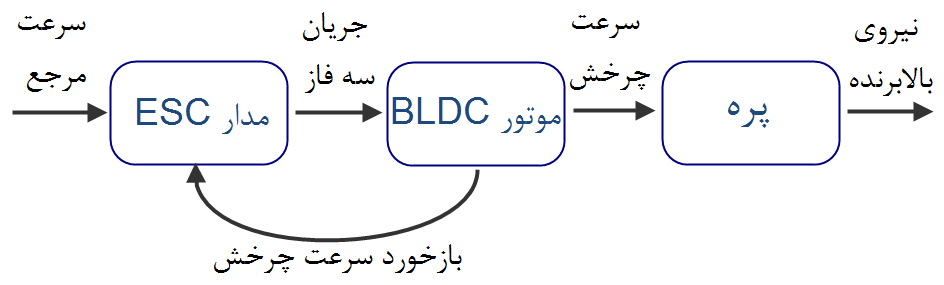 سرعت
مرجع
مدار ESC
جریان
سه فاز
موتور BLDC
سرعت
چرخش
پره
نیروی
بالابرنده
بازخورد سرعت چرخش